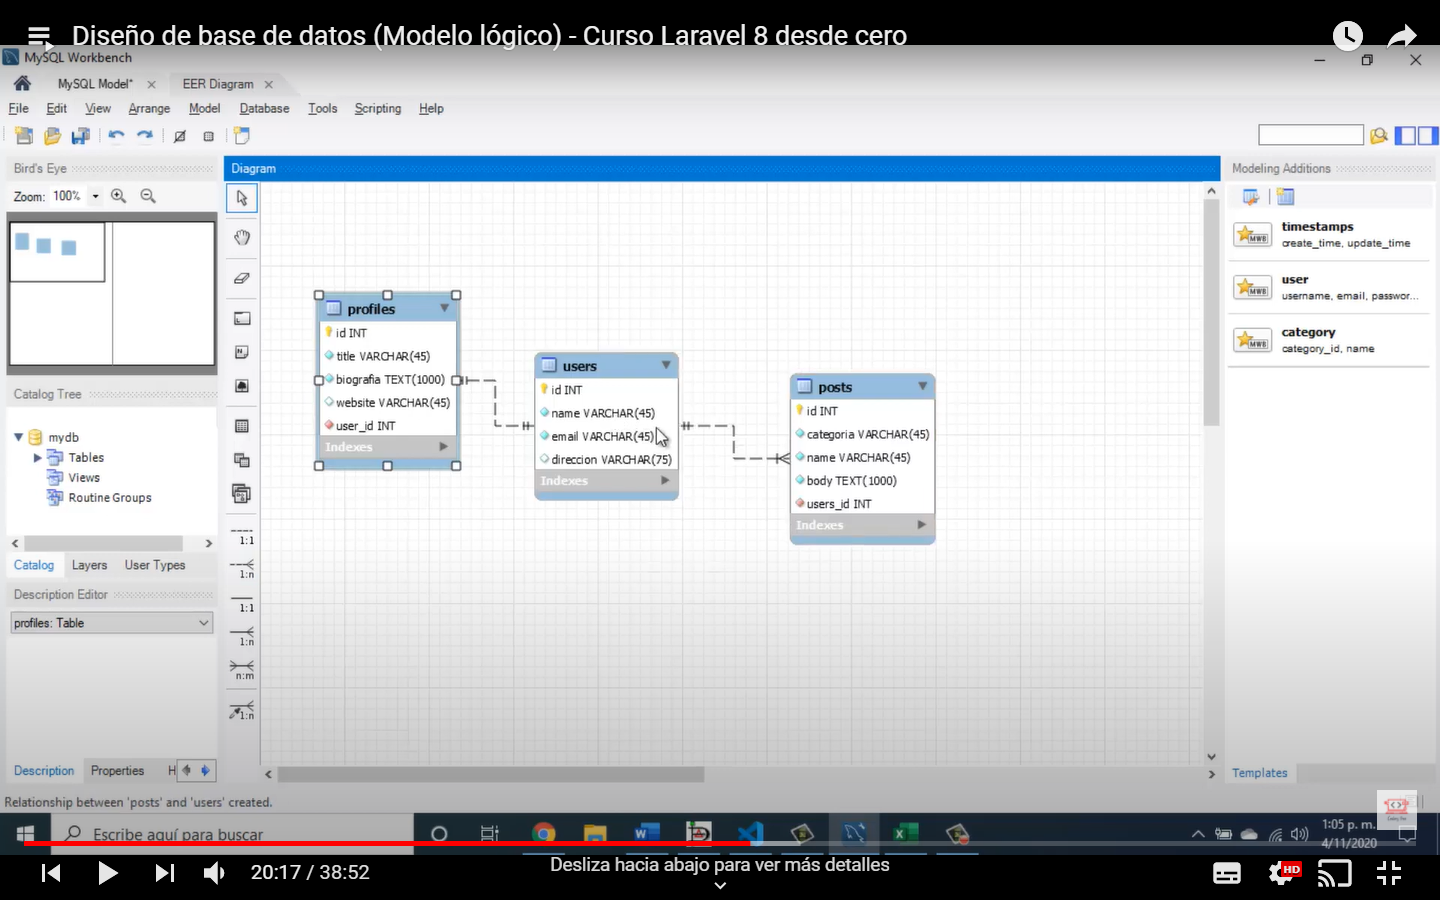 Diseño de base de datos (Modelo lógico) - Curso Laravel 8 desde cero
MySQL Workbench
MySQL Model* EER Diagram
File Edit View Arrange Model Database Tools Scripting Help
Bird's Eye
Zoom: 100%
Diagram
Modeling Additions
timestamps
create_time, update_time
user
username, email, passwor...
category
category_id, name
profiles
id INT
title VARCHAR(45)
biografia TEXT(1000)
website VARCHAR(45)
user_id INT
Indexes
users
id INT
name VARCHAR(45)
email VARCHAR(45)
direccion VARCHAR(75)
Indexes
posts
id INT
categoria VARCHAR(45)
name VARCHAR(45)
body TEXT(1000)
users_id INT
Indexes
Catalog Tree
mydb
Tables
Views
Routine Groups
Catalog Layers User Types
Description Editor
profiles: Table
1:1
1:n
1:1
1:n
n:m
1:n
Description Properties H
Templates
Relationship between 'posts' and 'users' created.
Escribe aquí para buscar
1:05 p. m.
4/11/2020
20:17 / 38:52
Desliza hacia abajo para ver más detalles
HD